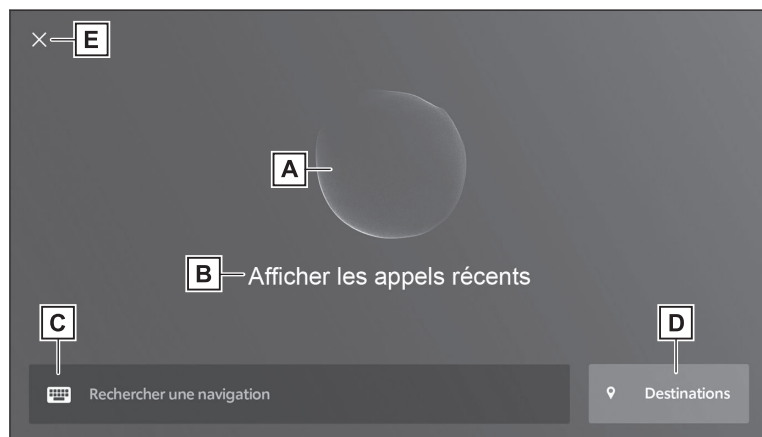 E
A
B Afficher les appels récents
C
D
Rechercher une navigation
Destinations